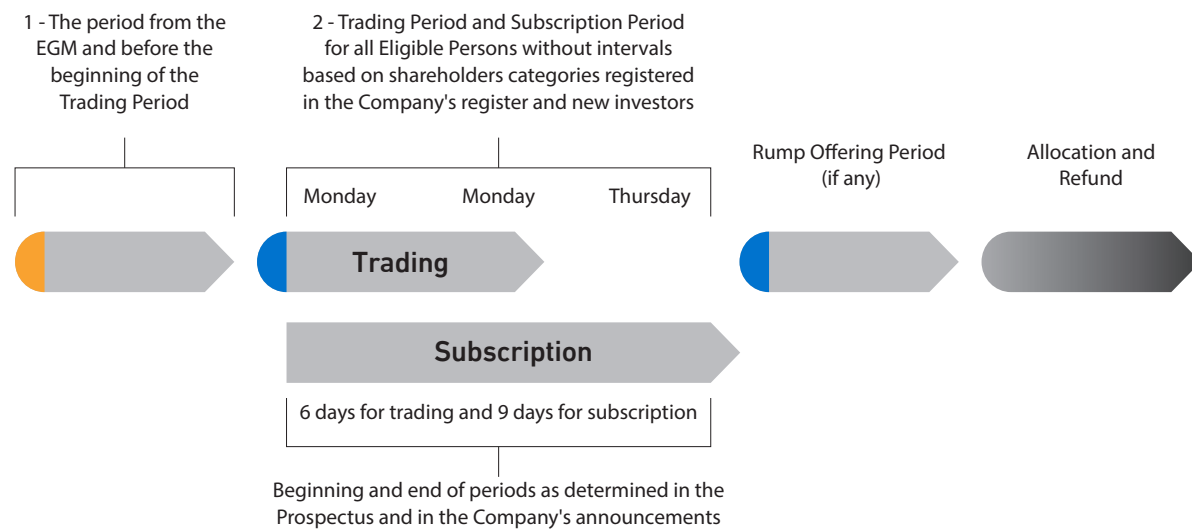 1 - The period from the
EGM and before the
beginning of the
Trading Period
2 - Trading Period and Subscription Period
for all Eligible Persons without intervals
based on shareholders categories registered
in the Company's register and new investors
Rump Offering Period
(if any)
Allocation and
Refund
Monday
Monday
Thursday
Trading
Subscription
6 days for trading and 9 days for subscription
Beginning and end of periods as determined in the
Prospectus and in the Company's announcements